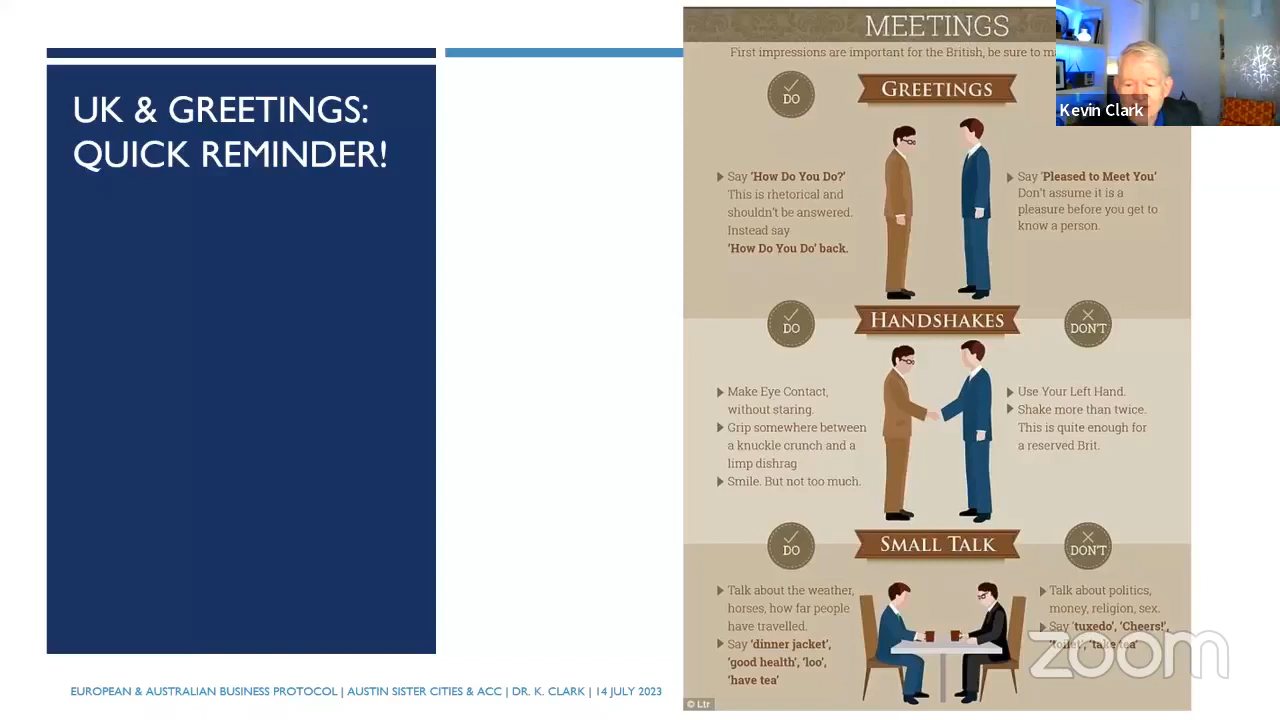 UK & GREETINGS:
QUICK REMINDER!
MEETINGS
First impressions are important for the British, be sure to
Kevin Clark
DO
GREETINGS
Say 'How Do You Do?'
This is rhetorical and
shouldn't be answered.
Instead say
'How Do You Do' back.
Say 'Pleased to Meet You'
Don't assume it is a
pleasure before you get to
know a person.
DO
HANDSHAKES
DON'T
Make Eye Contact,
without staring.
Grip somewhere between
a knuckle crunch and a
limp dishrag
Smile. But not too much.
Use Your Left Hand.
Shake more than twice.
This is quite enough for
a reserved Brit.
DO
SMALL TALK
DON'T
Talk about the weather,
horses, how far people
have travelled.
Say 'dinner jacket',
'good health', 'loo',
'have tea'
Talk about politics,
money, religion, sex.
Say 'tuxedo', 'Cheers!',
'toilet', 'take tea'
zoom
© Ltr
EUROPEAN & AUSTRALIAN BUSINESS PROTOCOL | AUSTIN SISTER CITIES & ACC | DR. K. CLARK | 14 JULY 2023